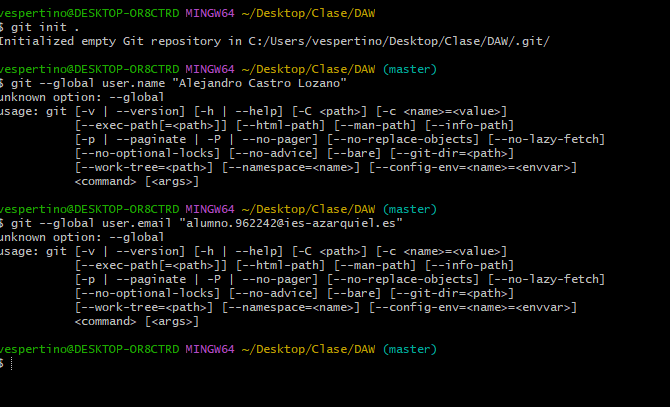 vespertino@DESKTOP-OR8CTRD MINGW64 ~/Desktop/Clase/DAW
$ git init .
Initialized empty Git repository in C:/Users/vespertino/Desktop/Clase/DAW/.git/
vespertino@DESKTOP-OR8CTRD MINGW64 ~/Desktop/Clase/DAW (master)
$ git --global user.name "Alejandro Castro Lozano"
unknown option: --global
usage: git [-v | --version] [-h | --help] [-C <path>] [-c <name>=<value>]
[--exec-path[=<path>]] [--html-path] [--man-path] [--info-path]
[-p | --paginate | -P | --no-pager] [--no-replace-objects] [--no-lazy-fetch]
[--no-optional-locks] [--no-advice] [--bare] [--git-dir=<path>]
[--work-tree=<path>] [--namespace=<name>] [--config-env=<name>=<envvar>]
<command> [<args>]
vespertino@DESKTOP-OR8CTRD MINGW64 ~/Desktop/Clase/DAW (master)
$ git --global user.email "alumno.962242@ies-azarquiel.es"
unknown option: --global
usage: git [-v | --version] [-h | --help] [-C <path>] [-c <name>=<value>]
[--exec-path[=<path>]] [--html-path] [--man-path] [--info-path]
[-p | --paginate | -P | --no-pager] [--no-replace-objects] [--no-lazy-fetch]
[--no-optional-locks] [--no-advice] [--bare] [--git-dir=<path>]
[--work-tree=<path>] [--namespace=<name>] [--config-env=<name>=<envvar>]
<command> [<args>]
vespertino@DESKTOP-OR8CTRD MINGW64 ~/Desktop/Clase/DAW (master)
$